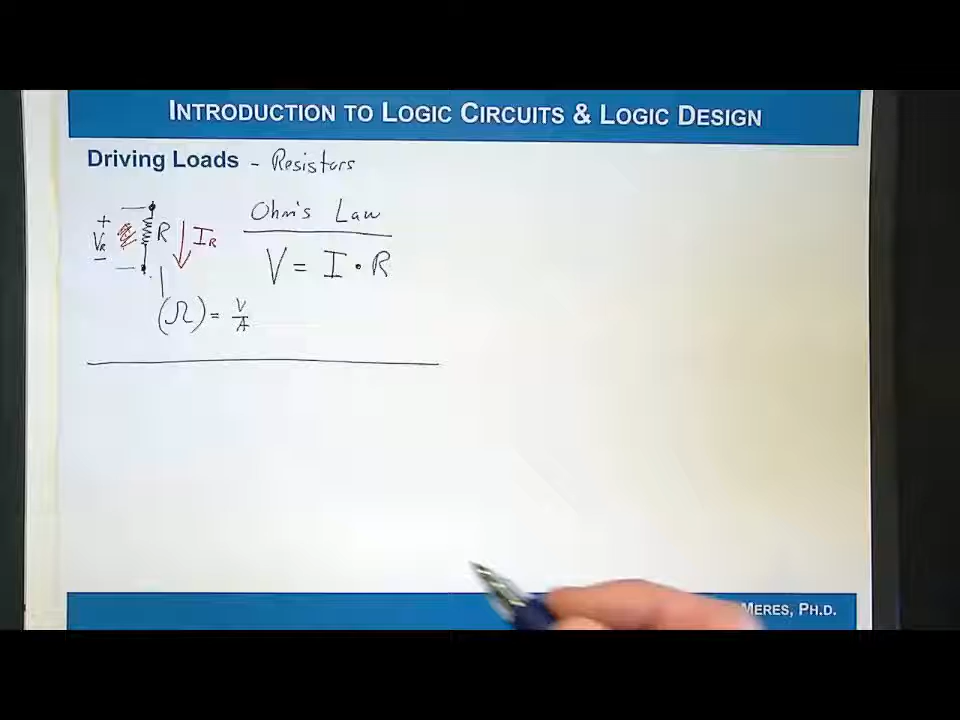 INTRODUCTION TO LOGIC CIRCUITS & LOGIC DESIGN
Driving Loads - Resistors
Ohm's Law
+
VR
-
R
IR
V = I · R
(Ω) = V/A
MERES, PH.D.